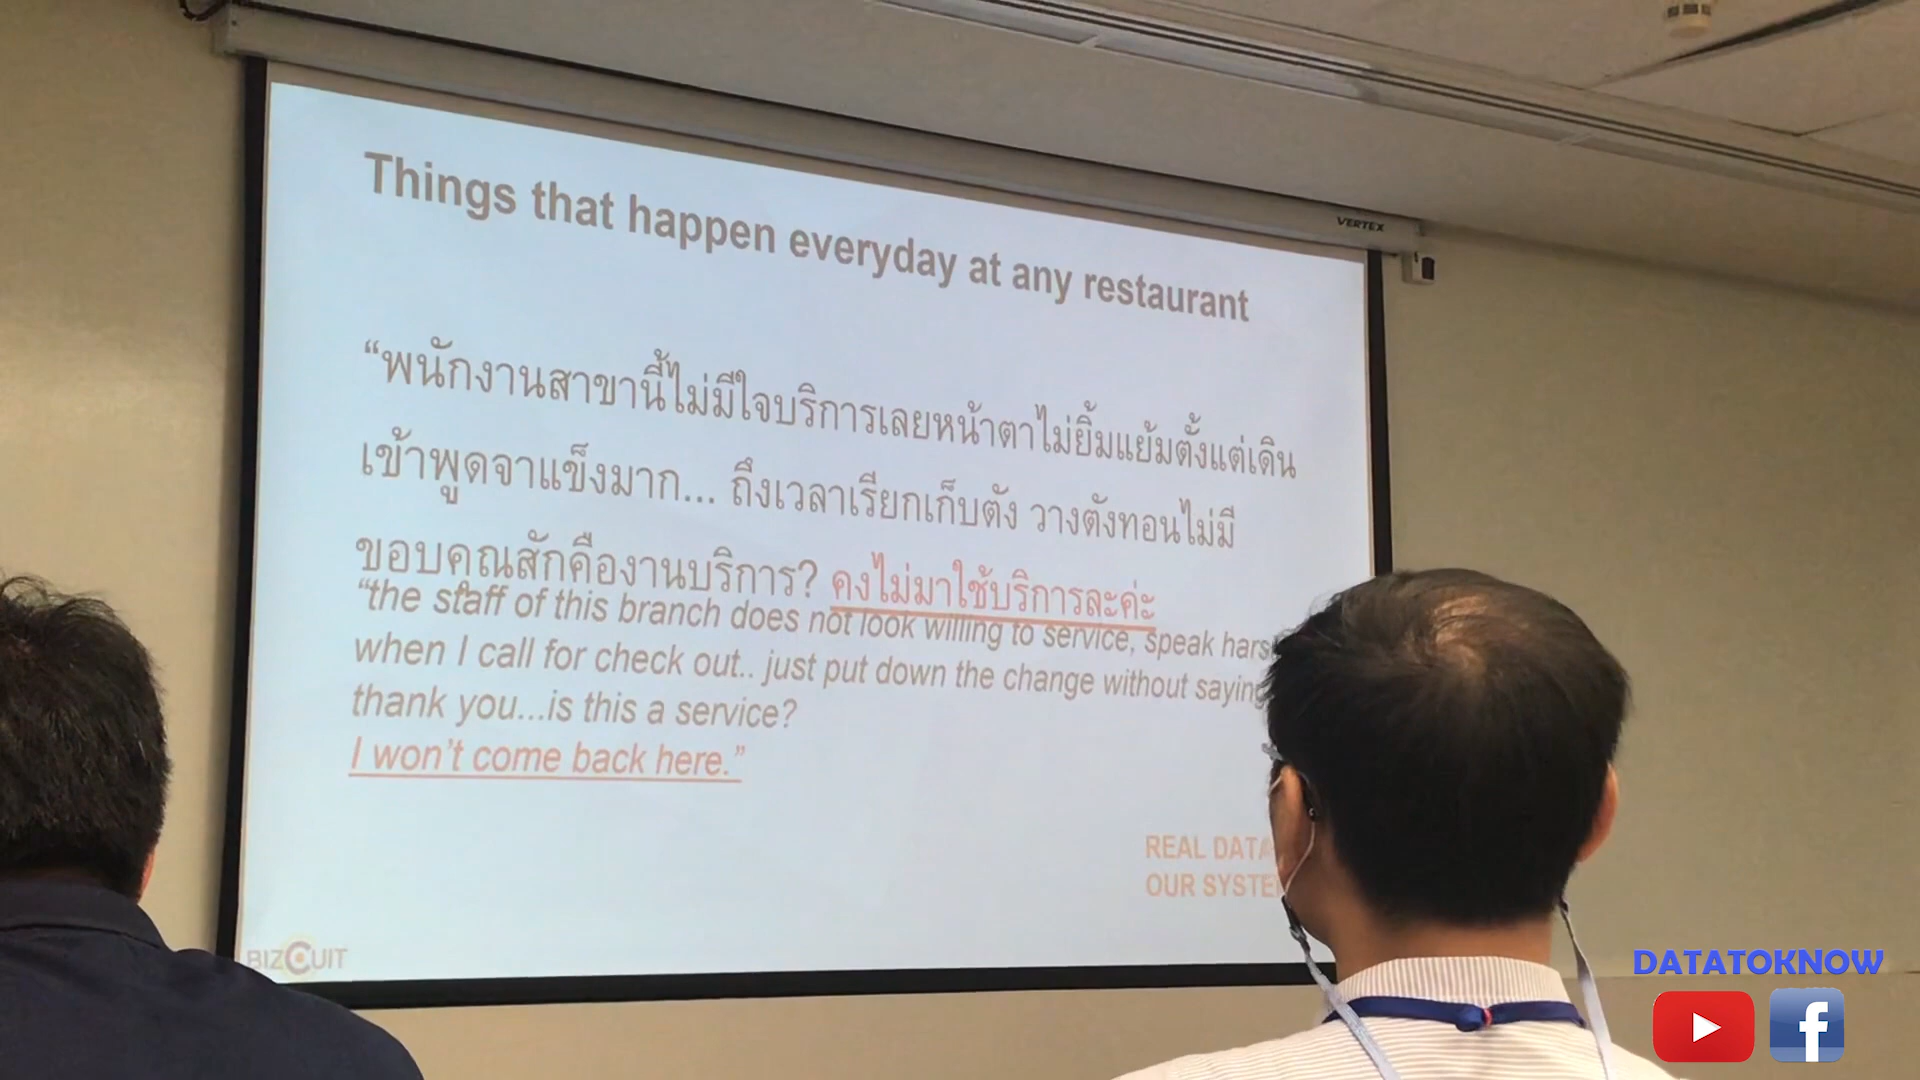 VERTEX
Things that happen everyday at any restaurant
“พนักงานสาขานี้ไม่มีใจบริการเลยหน้าตาไม่ยิ้มแย้มตั้งแต่เดิน
เข้าพูดจาแข็งมาก... ถึงเวลาเรียกเก็บตัง วางตังทอนไม่มี
ขอบคุณสักคืองานบริการ? คงไม่มาใช้บริการละค่ะ
“the staff of this branch does not look willing to service, speak
when I call for check out.. just put down the change without saying
thank you...is this a service?
I won't come back here.”
REAL DATA
OUR
BIZCUIT
DATATOKNOW